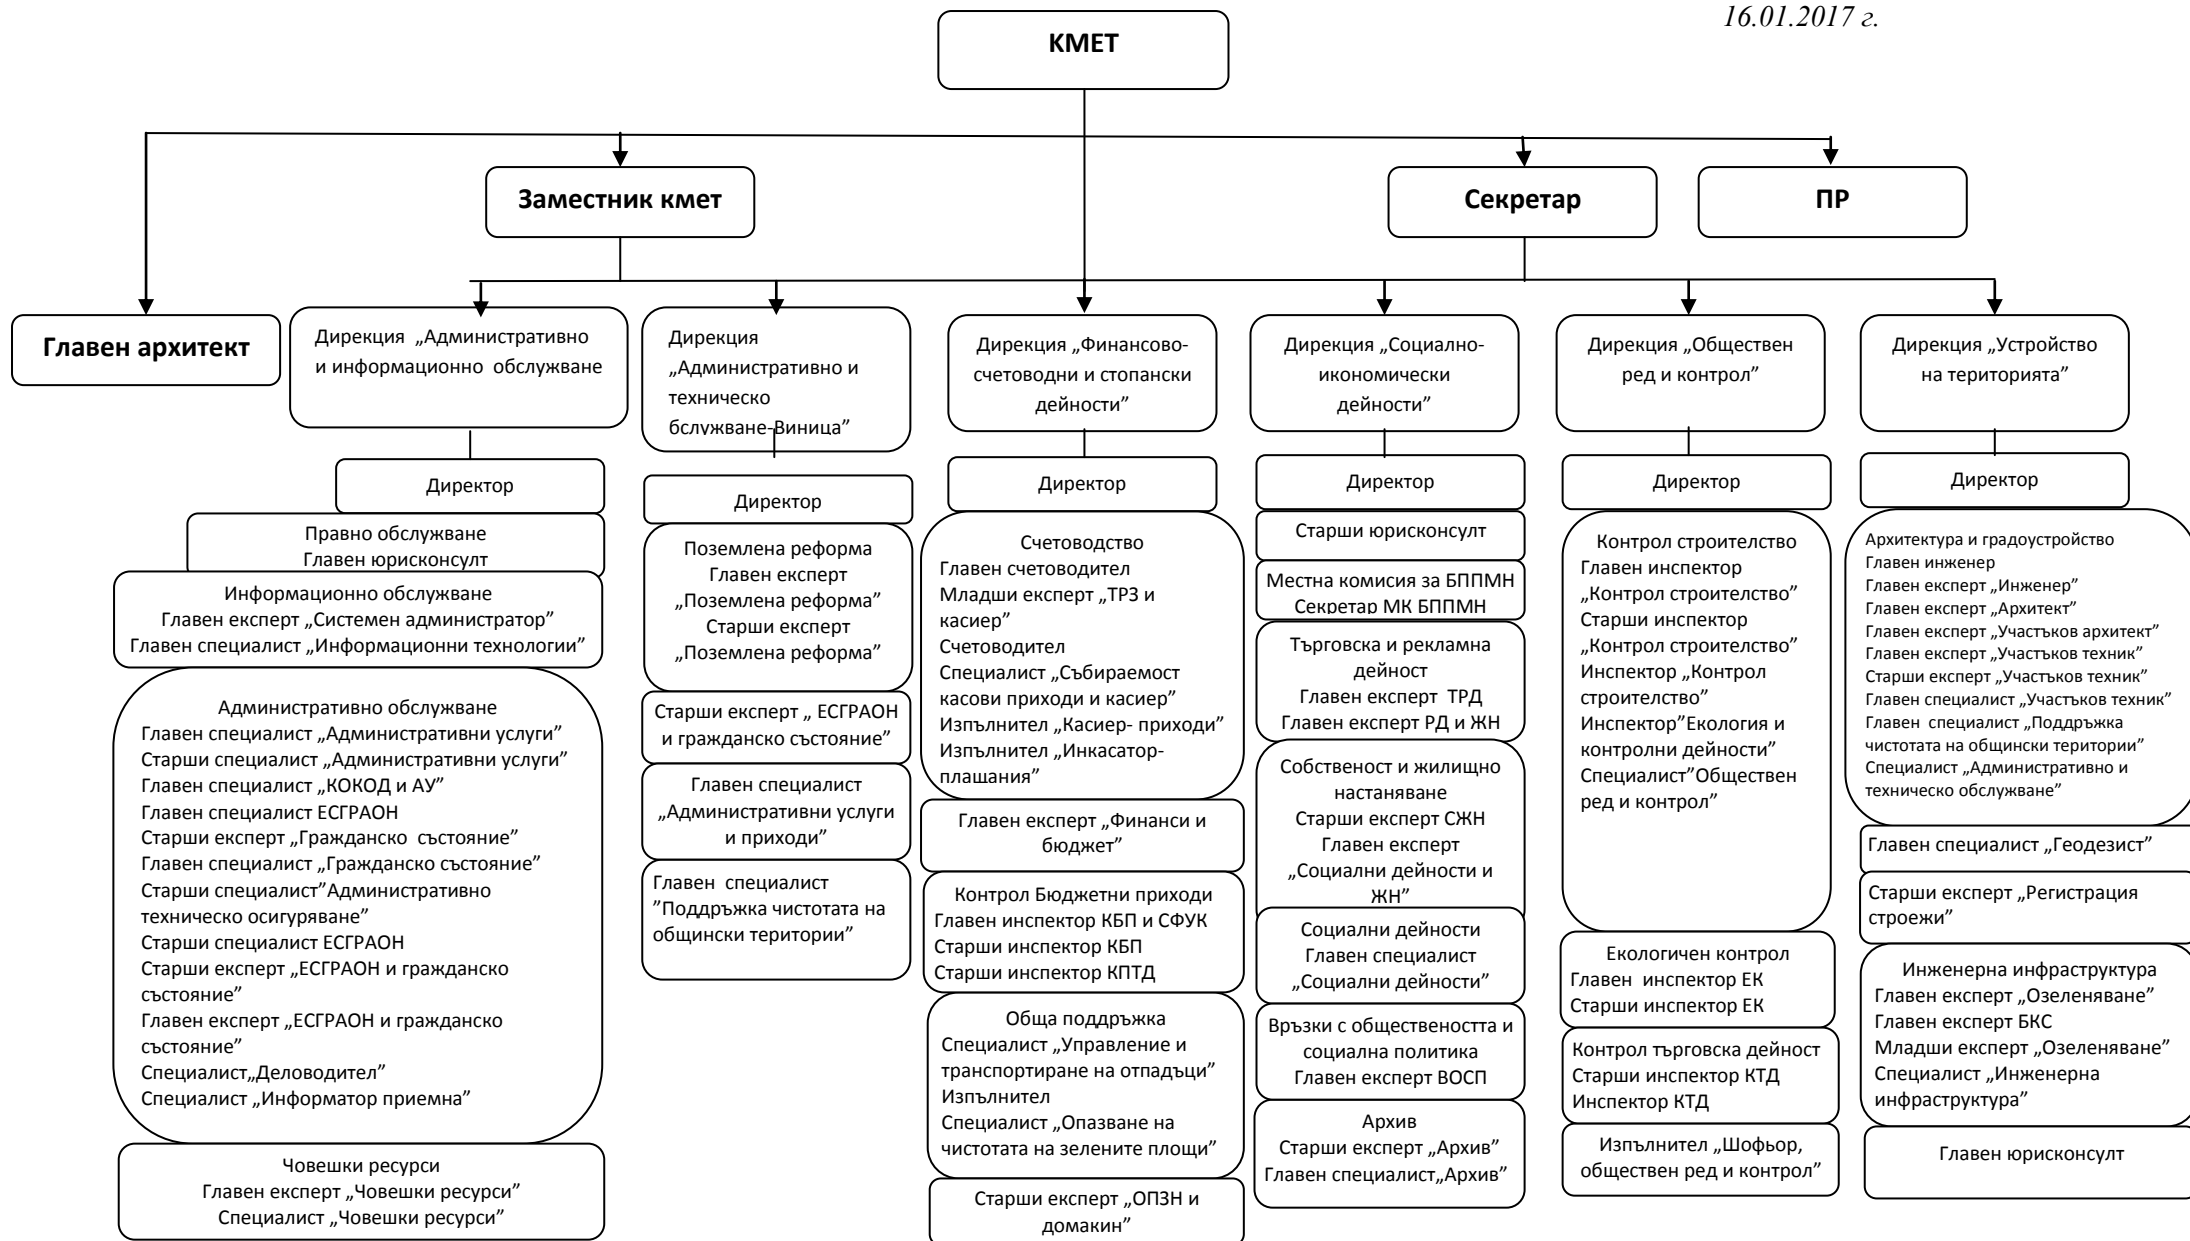 16.01.2017 г.
КМЕТ
Заместник кмет
Секретар
ПР
Главен архитект
Дирекция „Административно
и информационно обслужване
Дирекция
„Административно и
техническо
бслужване-Виница”
Дирекция „Финансово-
счетоводни и стопански
дейности”
Дирекция „Социално-
икономически
дейности”
Дирекция „Обществен
ред и контрол”
Дирекция „Устройство
на територията”
Директор
Правно обслужване
Главен юрисконсулт
Информационно обслужване
Главен експерт „Системен администратор”
Главен специалист „Информационни технологии”
Административно обслужване
Главен специалист „Административни услуги”
Старши специалист „Административни услуги”
Главен специалист „КОКОД и АУ”
Главен специалист ЕСГРАОН
Старши експерт „Гражданско състояние”
Главен специалист „Гражданско състояние”
Старши специалист”Административно
техническо осигуряване”
Старши специалист ЕСГРАОН
Старши експерт „ЕСГРАОН и гражданско
състояние”
Главен експерт „ЕСГРАОН и гражданско
състояние”
Специалист„Деловодител”
Специалист „Информатор приемна”
Човешки ресурси
Главен експерт „Човешки ресурси”
Специалист „Човешки ресурси”
Директор
Поземлена реформа
Главен експерт
„Поземлена реформа”
Старши експерт
„Поземлена реформа”
Старши експерт „ ЕСГРАОН
и гражданско състояние”
Главен специалист
„Административни услуги
и приходи”
Главен специалист
”Поддръжка чистотата на
общински територии”
Директор
Счетоводство
Главен счетоводител
Младши експерт „ТРЗ и
касиер”
Счетоводител
Специалист „Събираемост
касови приходи и касиер”
Изпълнител „Касиер- приходи”
Изпълнител „Инкасатор-
плашания”
Главен експерт „Финанси и
бюджет”
Контрол Бюджетни приходи
Главен инспектор КБП и СФУК
Старши инспектор КБП
Старши инспектор КПТД
Обща поддръжка
Специалист „Управление и
транспортиране на отпадъци”
Изпълнител
Специалист „Опазване на
чистотата на зелените площи”
Старши експерт „ОПЗН и
домакин”
Директор
Старши юрисконсулт
Местна комисия за БППМН
Секретар МК БППМН
Търговска и рекламна
дейност
Главен експерт ТРД
Главен експерт РД и ЖН
Собственост и жилищно
настаняване
Старши експерт СЖН
Главен експерт
„Социални дейности и
ЖН”
Социални дейности
Главен специалист
„Социални дейности”
Връзки с обществеността и
социална политика
Главен експерт ВОСП
Архив
Старши експерт „Архив”
Главен специалист„Архив”
Директор
Контрол строителство
Главен инспектор
„Контрол строителство”
Старши инспектор
„Контрол строителство”
Инспектор „Контрол
строителство”
Инспектор”Екология и
контролни дейности”
Специалист”Обществен
ред и контрол”
Екологичен контрол
Главен инспектор ЕК
Старши инспектор ЕК
Контрол търговска дейност
Старши инспектор КТД
Инспектор КТД
Изпълнител „Шофьор,
обществен ред и контрол”
Директор
Архитектура и градоустройство
Главен инженер
Главен експерт „Инженер”
Главен експерт „Архитект”
Главен експерт „Участъков архитект”
Главен експерт „Участъков техник”
Старши експерт „Участъков техник”
Главен специалист „Участъков техник”
Главен специалист „Поддръжка
чистотата на общински територии”
Специалист „Административно и
техническо обслужване”
Главен специалист „Геодезист”
Старши експерт „Регистрация
строежи”
Инженерна инфраструктура
Главен експерт „Озеленяване”
Главен експерт БКС
Младши експерт „Озеленяване”
Специалист „Инженерна
инфраструктура”
Главен юрисконсулт